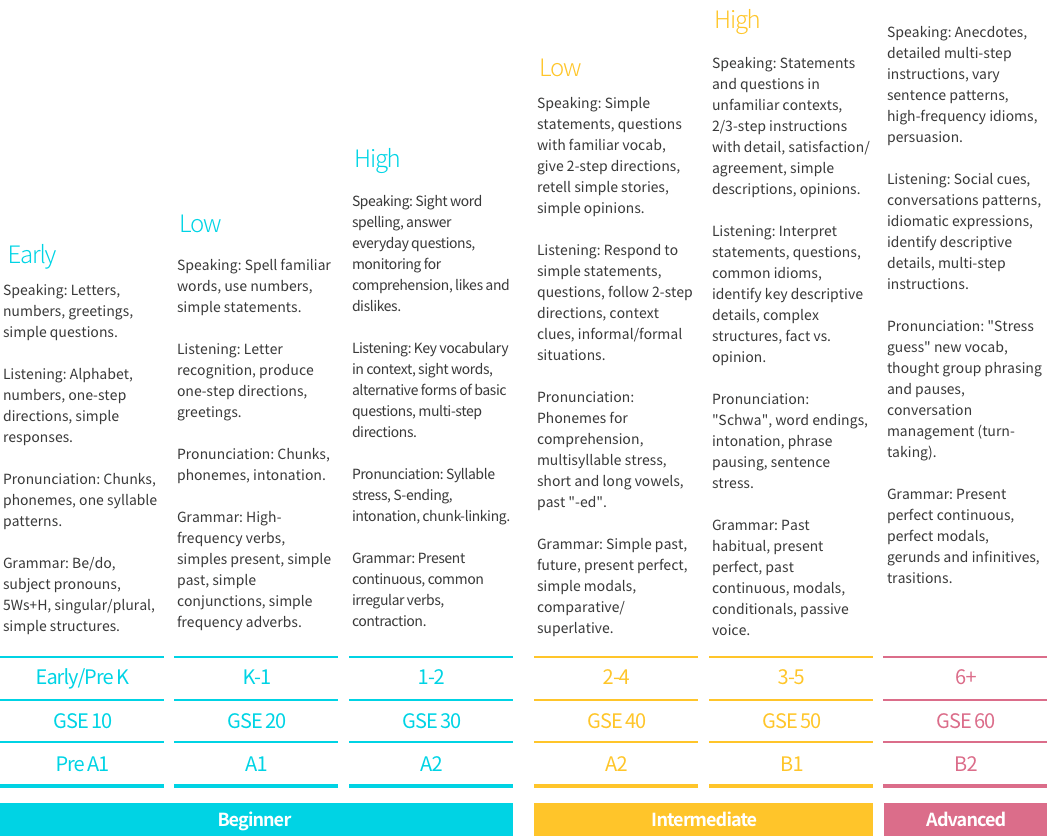 Early
Speaking: Letters,
numbers, greetings,
simple questions.
Listening: Alphabet,
numbers, one-step
directions, simple
responses.
Pronunciation: Chunks,
phonemes, one syllable
patterns.
Grammar: Be/do,
subject pronouns,
5Ws+H, singular/plural,
simple structures.
Low
Speaking: Spell familiar
words, use numbers,
simple statements.
Listening: Letter
recognition, produce
one-step directions,
greetings.
Pronunciation: Chunks,
phonemes, intonation.
Grammar: High-
frequency verbs,
simples present, simple
past, simple
conjunctions, simple
frequency adverbs.
High
Speaking: Sight word
spelling, answer
everyday questions,
monitoring for
comprehension, likes and
dislikes.
Listening: Key vocabulary
in context, sight words,
alternative forms of basic
questions, multi-step
directions.
Pronunciation: Syllable
stress, S-ending,
intonation, chunk-linking.
Grammar: Present
continuous, common
irregular verbs,
contraction.
Low
Speaking: Simple
statements, questions
with familiar vocab,
give 2-step directions,
retell simple stories,
simple opinions.
Listening: Respond to
simple statements,
questions, follow 2-step
directions, context
clues, informal/formal
situations.
Pronunciation:
Phonemes for
comprehension,
multisyllable stress,
short and long vowels,
past "-ed".
Grammar: Simple past,
future, present perfect,
simple modals,
comparative/
superlative.
High
Speaking: Statements
and questions in
unfamiliar contexts,
2/3-step instructions
with detail, satisfaction/
agreement, simple
descriptions, opinions.
Listening: Interpret
statements, questions,
common idioms,
identify key descriptive
details, complex
structures, fact vs.
opinion.
Pronunciation:
"Schwa", word endings,
intonation, phrase
pausing, sentence
stress.
Grammar: Past
habitual, present
perfect, past
continuous, modals,
conditionals, passive
voice.
Speaking: Anecdotes,
detailed multi-step
instructions, vary
sentence patterns,
high-frequency idioms,
persuasion.
Listening: Social cues,
conversations patterns,
idiomatic expressions,
identify descriptive
details, multi-step
instructions.
Pronunciation: "Stress
guess" new vocab,
thought group phrasing
and pauses,
conversation
management (turn-
taking).
Grammar: Present
perfect continuous,
perfect modals,
gerunds and infinitives,
trasitions.
Early/Pre K K-1 1-2 2-4 3-5 6+
GSE 10 GSE 20 GSE 30 GSE 40 GSE 50 GSE 60
Pre A1 A1 A2 A2 B1 B2
Beginner Intermediate Advanced